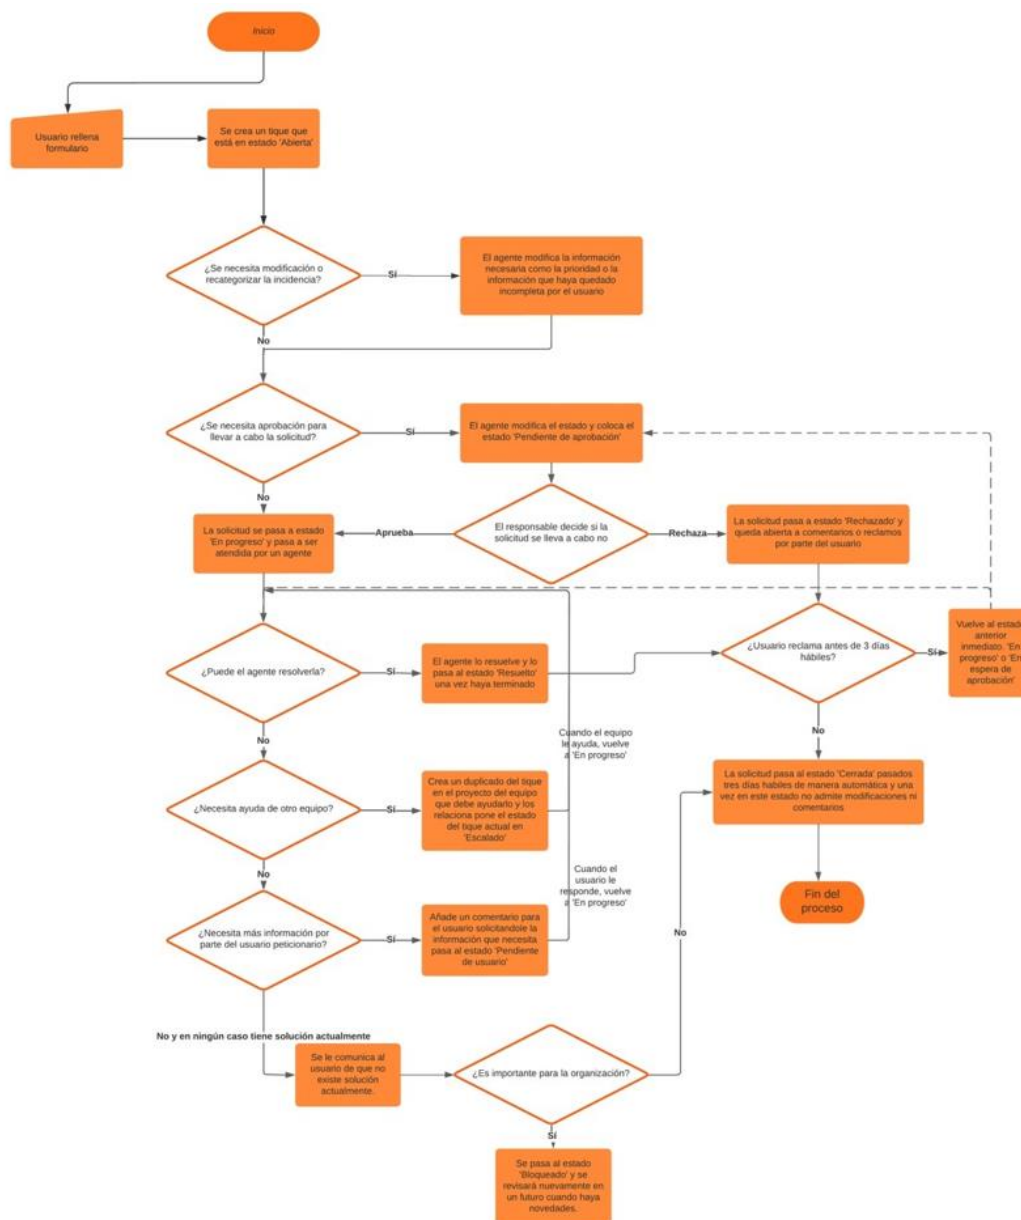 Inicio
Usuario rellena
formulario
Se crea un tique que
está en estado 'Abierta'
¿Se necesita modificación o
recategorizar la incidencia?
Sí
El agente modifica la información
necesaria como la prioridad o la
información que haya quedado
incompleta por el usuario
No
¿Se necesita aprobación para
llevar a cabo la solicitud?
Sí
El agente modifica el estado y coloca el
estado 'Pendiente de aprobación'
No
La solicitud se pasa a estado
'En progreso' y pasa a ser
atendida por un agente
Aprueba
El responsable decide si la
solicitud se lleva a cabo no
Rechaza
La solicitud pasa a estado 'Rechazado' y
queda abierta a comentarios o reclamos
por parte del usuario
¿Puede el agente resolverla?
Sí
El agente lo resuelve y lo
pasa al estado 'Resuelto'
una vez haya terminado
¿Usuario reclama antes de 3 días
hábiles?
Sí
Vuelve al estado
anterior
inmediato. 'En
progreso' o 'En
espera de
aprobación'
No
Cuando el equipo
le ayuda, vuelve
a 'En progreso'
No
¿Necesita ayuda de otro equipo?
Sí
Crea un duplicado del tique
en el proyecto del equipo
que debe ayudarlo y los
relaciona pone el estado
del tique actual en
'Escalado'
La solicitud pasa al estado 'Cerrada' pasados
tres días habiles de manera automática y una
vez en este estado no admite modificaciones ni
comentarios
No
Cuando el
usuario le
responde, vuelve
a 'En progreso'
Fin del
proceso
¿Necesita más información por
parte del usuario peticionario?
Sí
Añade un comentario para
el usuario solicitandole la
información que necesita
pasa al estado 'Pendiente
de usuario'
No
No y en ningún caso tiene solución actualmente
Se le comunica al
usuario de que no
existe solución
actualmente.
¿Es importante para la organización?
Sí
Se pasa al estado
'Bloqueado' y se
revisará nuevamente en
un futuro cuando haya
novedades.